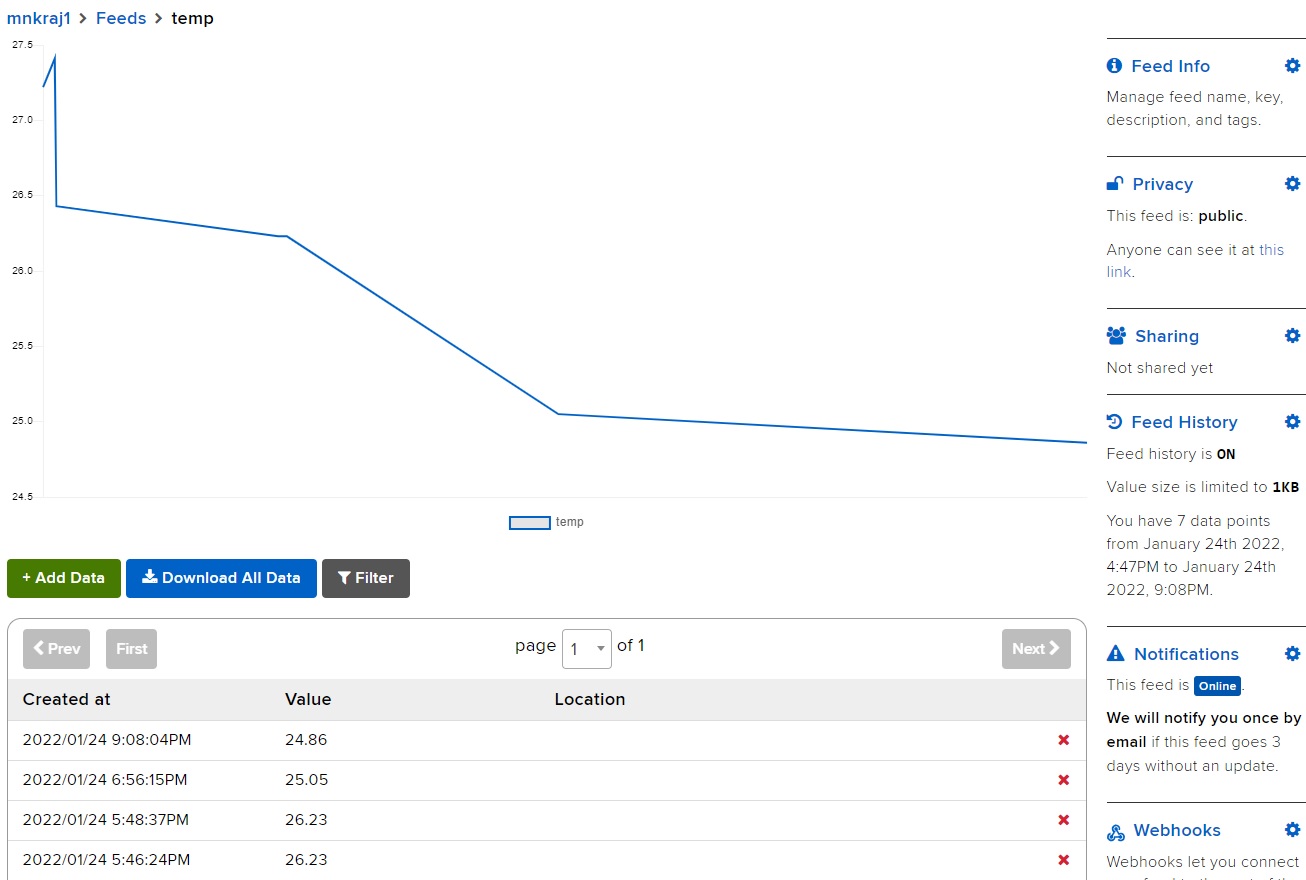 mnkraj1 > Feeds > temp
27.5
27.0
26.5
26.0
25.5
25.0
24.5
temp
+ Add Data
Download All Data
Filter
Prev
First
page 1 of 1
Next
Created at Value Location
2022/01/24 9:08:04PM 24.86
2022/01/24 6:56:15PM 25.05
2022/01/24 5:48:37PM 26.23
2022/01/24 5:46:24PM 26.23
Feed Info
Manage feed name, key,
description, and tags.
Privacy
This feed is: public.
Anyone can see it at this
link.
Sharing
Not shared yet
Feed History
Feed history is ON
Value size is limited to 1KB
You have 7 data points
from January 24th 2022,
4:47PM to January 24th
2022, 9:08PM.
Notifications
This feed is Online.
We will notify you once by
email if this feed goes 3
days without an update.
Webhooks
Webhooks let you connect